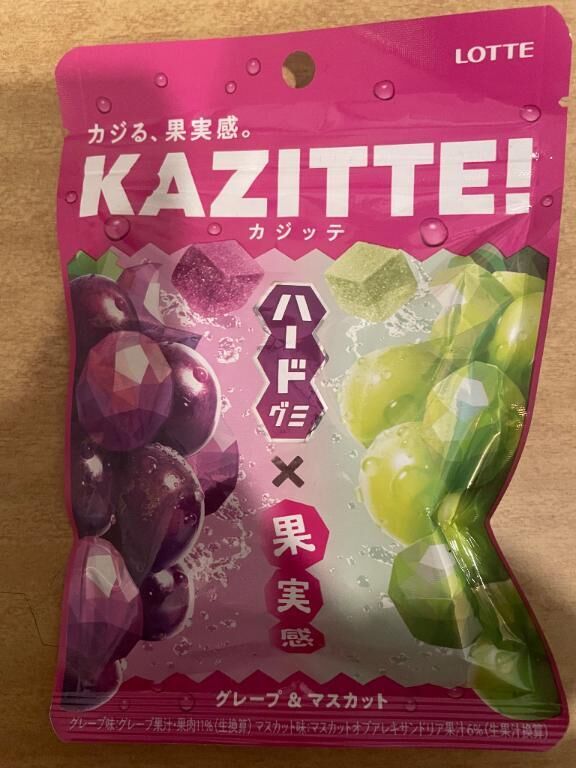 LOTTE
カジる、果実感。
KAZITTE!
カジッテ
ハードグミ
×
果実感
グレープ&マスカット
グレープ味:グレープ果汁・果肉11%(生換算) マスカット味:マスカットオブアレキサンドリア果汁6%(生果汁換算)